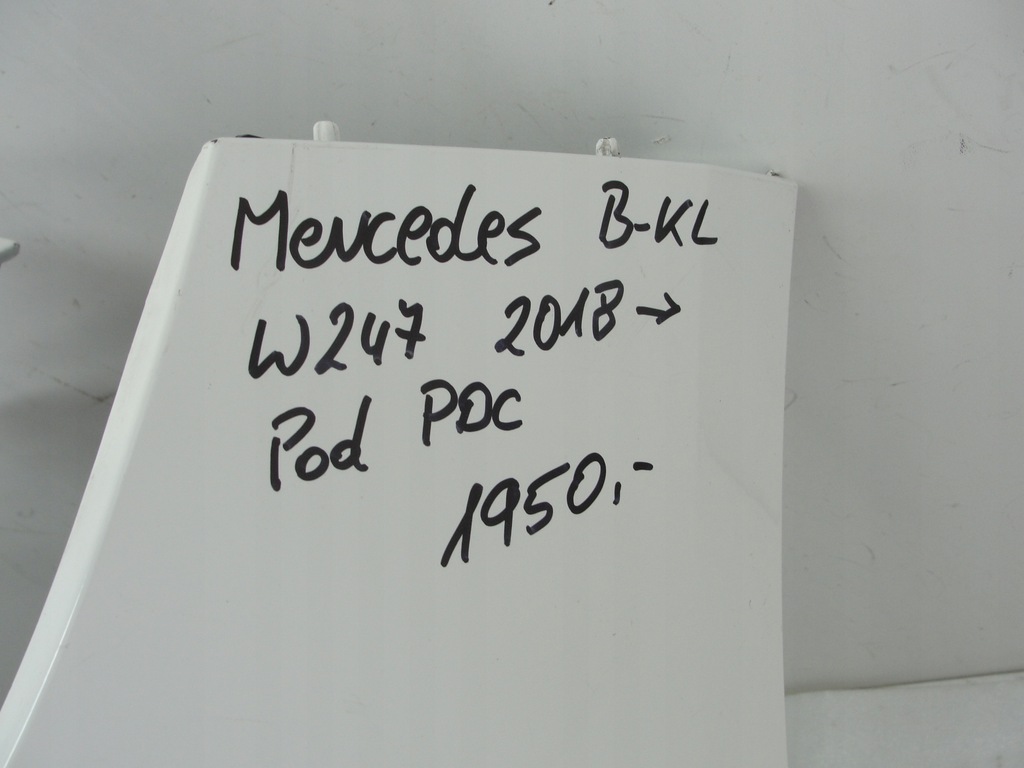 Mercedes B-KL
W247 2018→
Pod PDC
1950,-